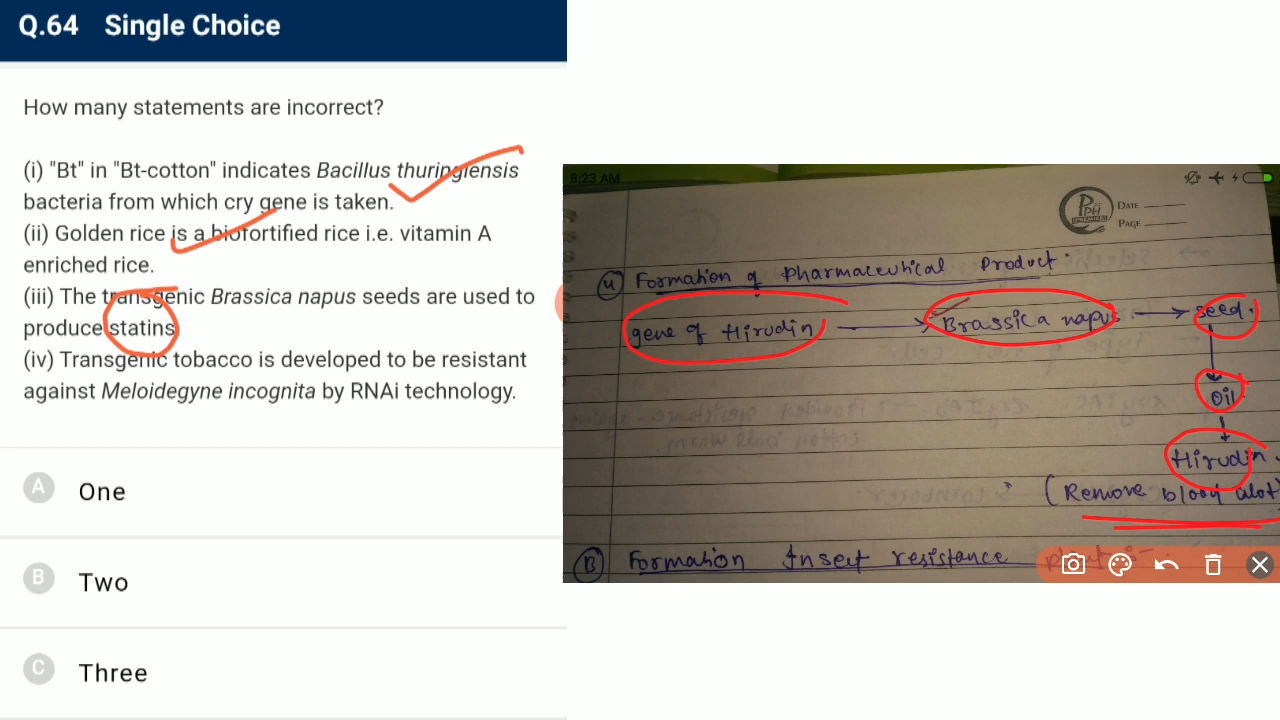 Q.64 Single Choice
How many statements are incorrect?
(i) "Bt" in "Bt-cotton" indicates Bacillus thuringiensis
bacteria from which cry gene is taken.
(ii) Golden rice is a biofortified rice i.e. vitamin A
enriched rice.
(iii) The transgenic Brassica napus seeds are used to
produce statins
(iv) Transgenic tobacco is developed to be resistant
against Meloidegyne incognita by RNAi technology.
A One
B Two
C Three
8:23 AM
DATE
PAGE
Formation of Pharmaceutical Product.
gene of Hirudin → Brassica napus → seed.
Oil
Hirudin.
(Remove blood clot)
B Formation Insect resistance plant